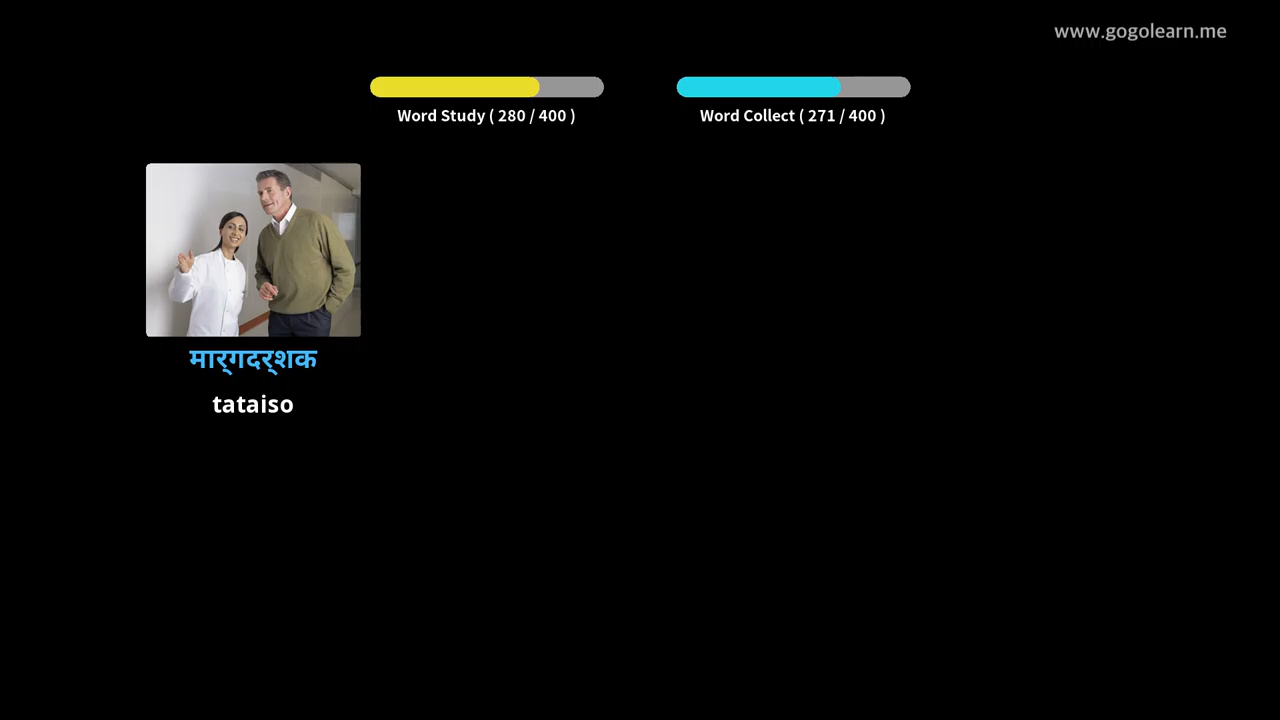 www.gogolearn.me
Word Study ( 280 / 400 )
Word Collect ( 271 / 400 )
मार्गदर्शक
tataiso